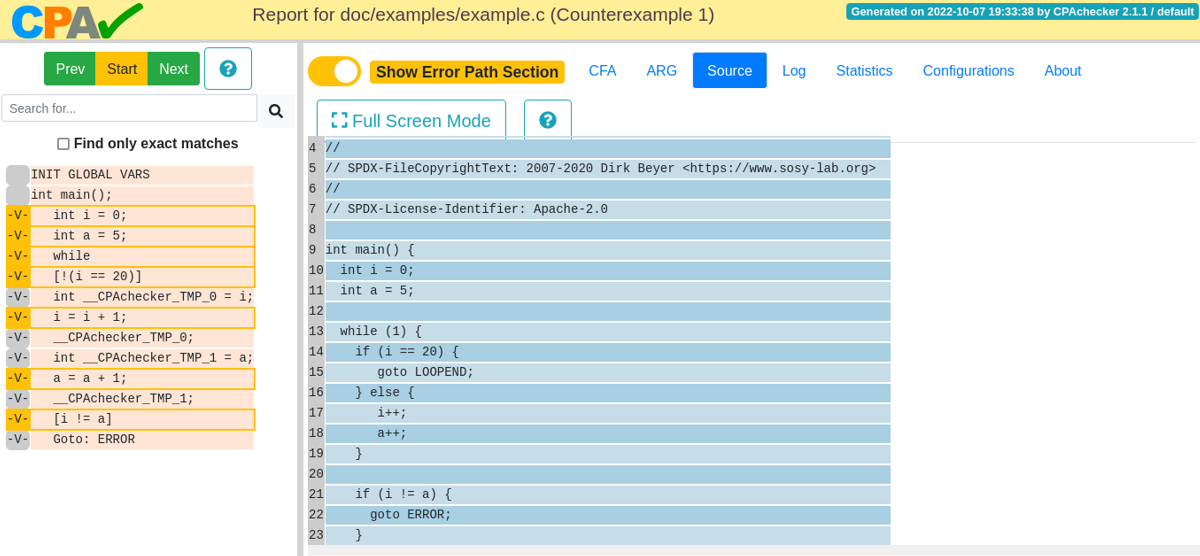 CPA
Report for doc/examples/example.c (Counterexample 1)
Generated on 2022-10-07 19:33:38 by CPAchecker 2.1.1 / default
Prev Start Next ?
Search for...
Find only exact matches
INIT GLOBAL VARS
int main();
-V- int i = 0;
-V- int a = 5;
-V- while
-V- [!(i == 20)]
-V- int __CPAchecker_TMP_0 = i;
-V- i = i + 1;
-V- __CPAchecker_TMP_0;
-V- int __CPAchecker_TMP_1 = a;
-V- a = a + 1;
-V- __CPAchecker_TMP_1;
-V- [i != a]
-V- Goto: ERROR
Show Error Path Section CFA ARG Source Log Statistics Configurations About
Full Screen Mode ?
4 //
5 // SPDX-FileCopyrightText: 2007-2020 Dirk Beyer <https://www.sosy-lab.org>
6 //
7 // SPDX-License-Identifier: Apache-2.0
8
9 int main() {
10 int i = 0;
11 int a = 5;
12
13 while (1) {
14 if (i == 20) {
15 goto LOOPEND;
16 } else {
17 i++;
18 a++;
19 }
20
21 if (i != a) {
22 goto ERROR;
23 }